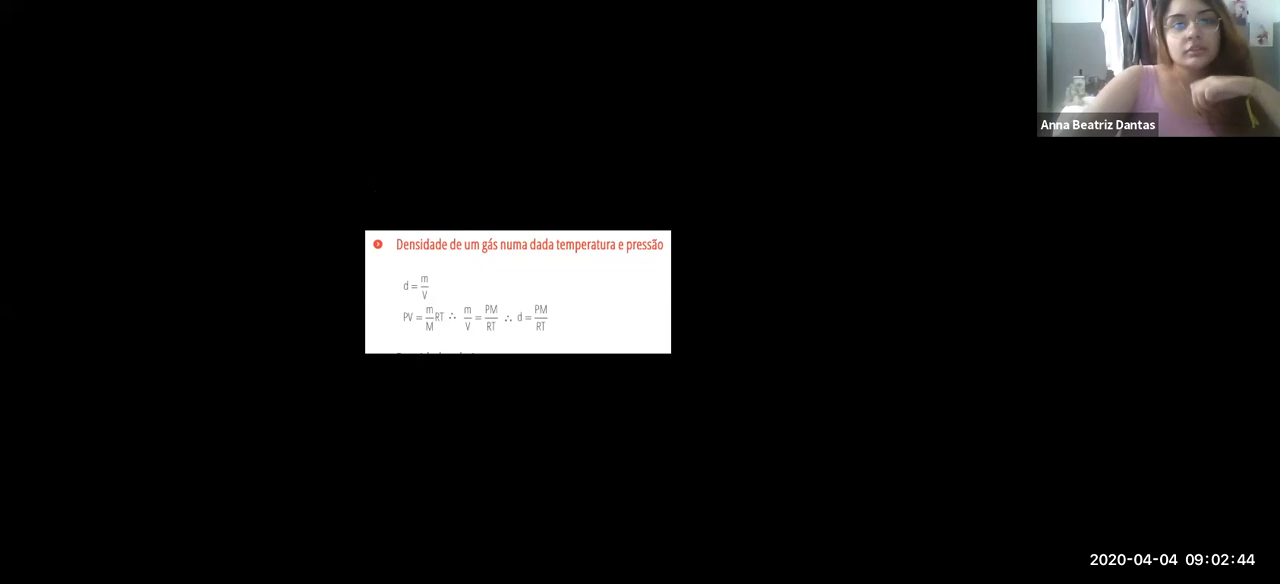 Anna Beatriz Dantas
Densidade de um gás numa dada temperatura e pressão
d = m/V
PV = m/M RT ∴ m/V = PM/RT ∴ d = PM/RT
2020-04-04 09:02:44